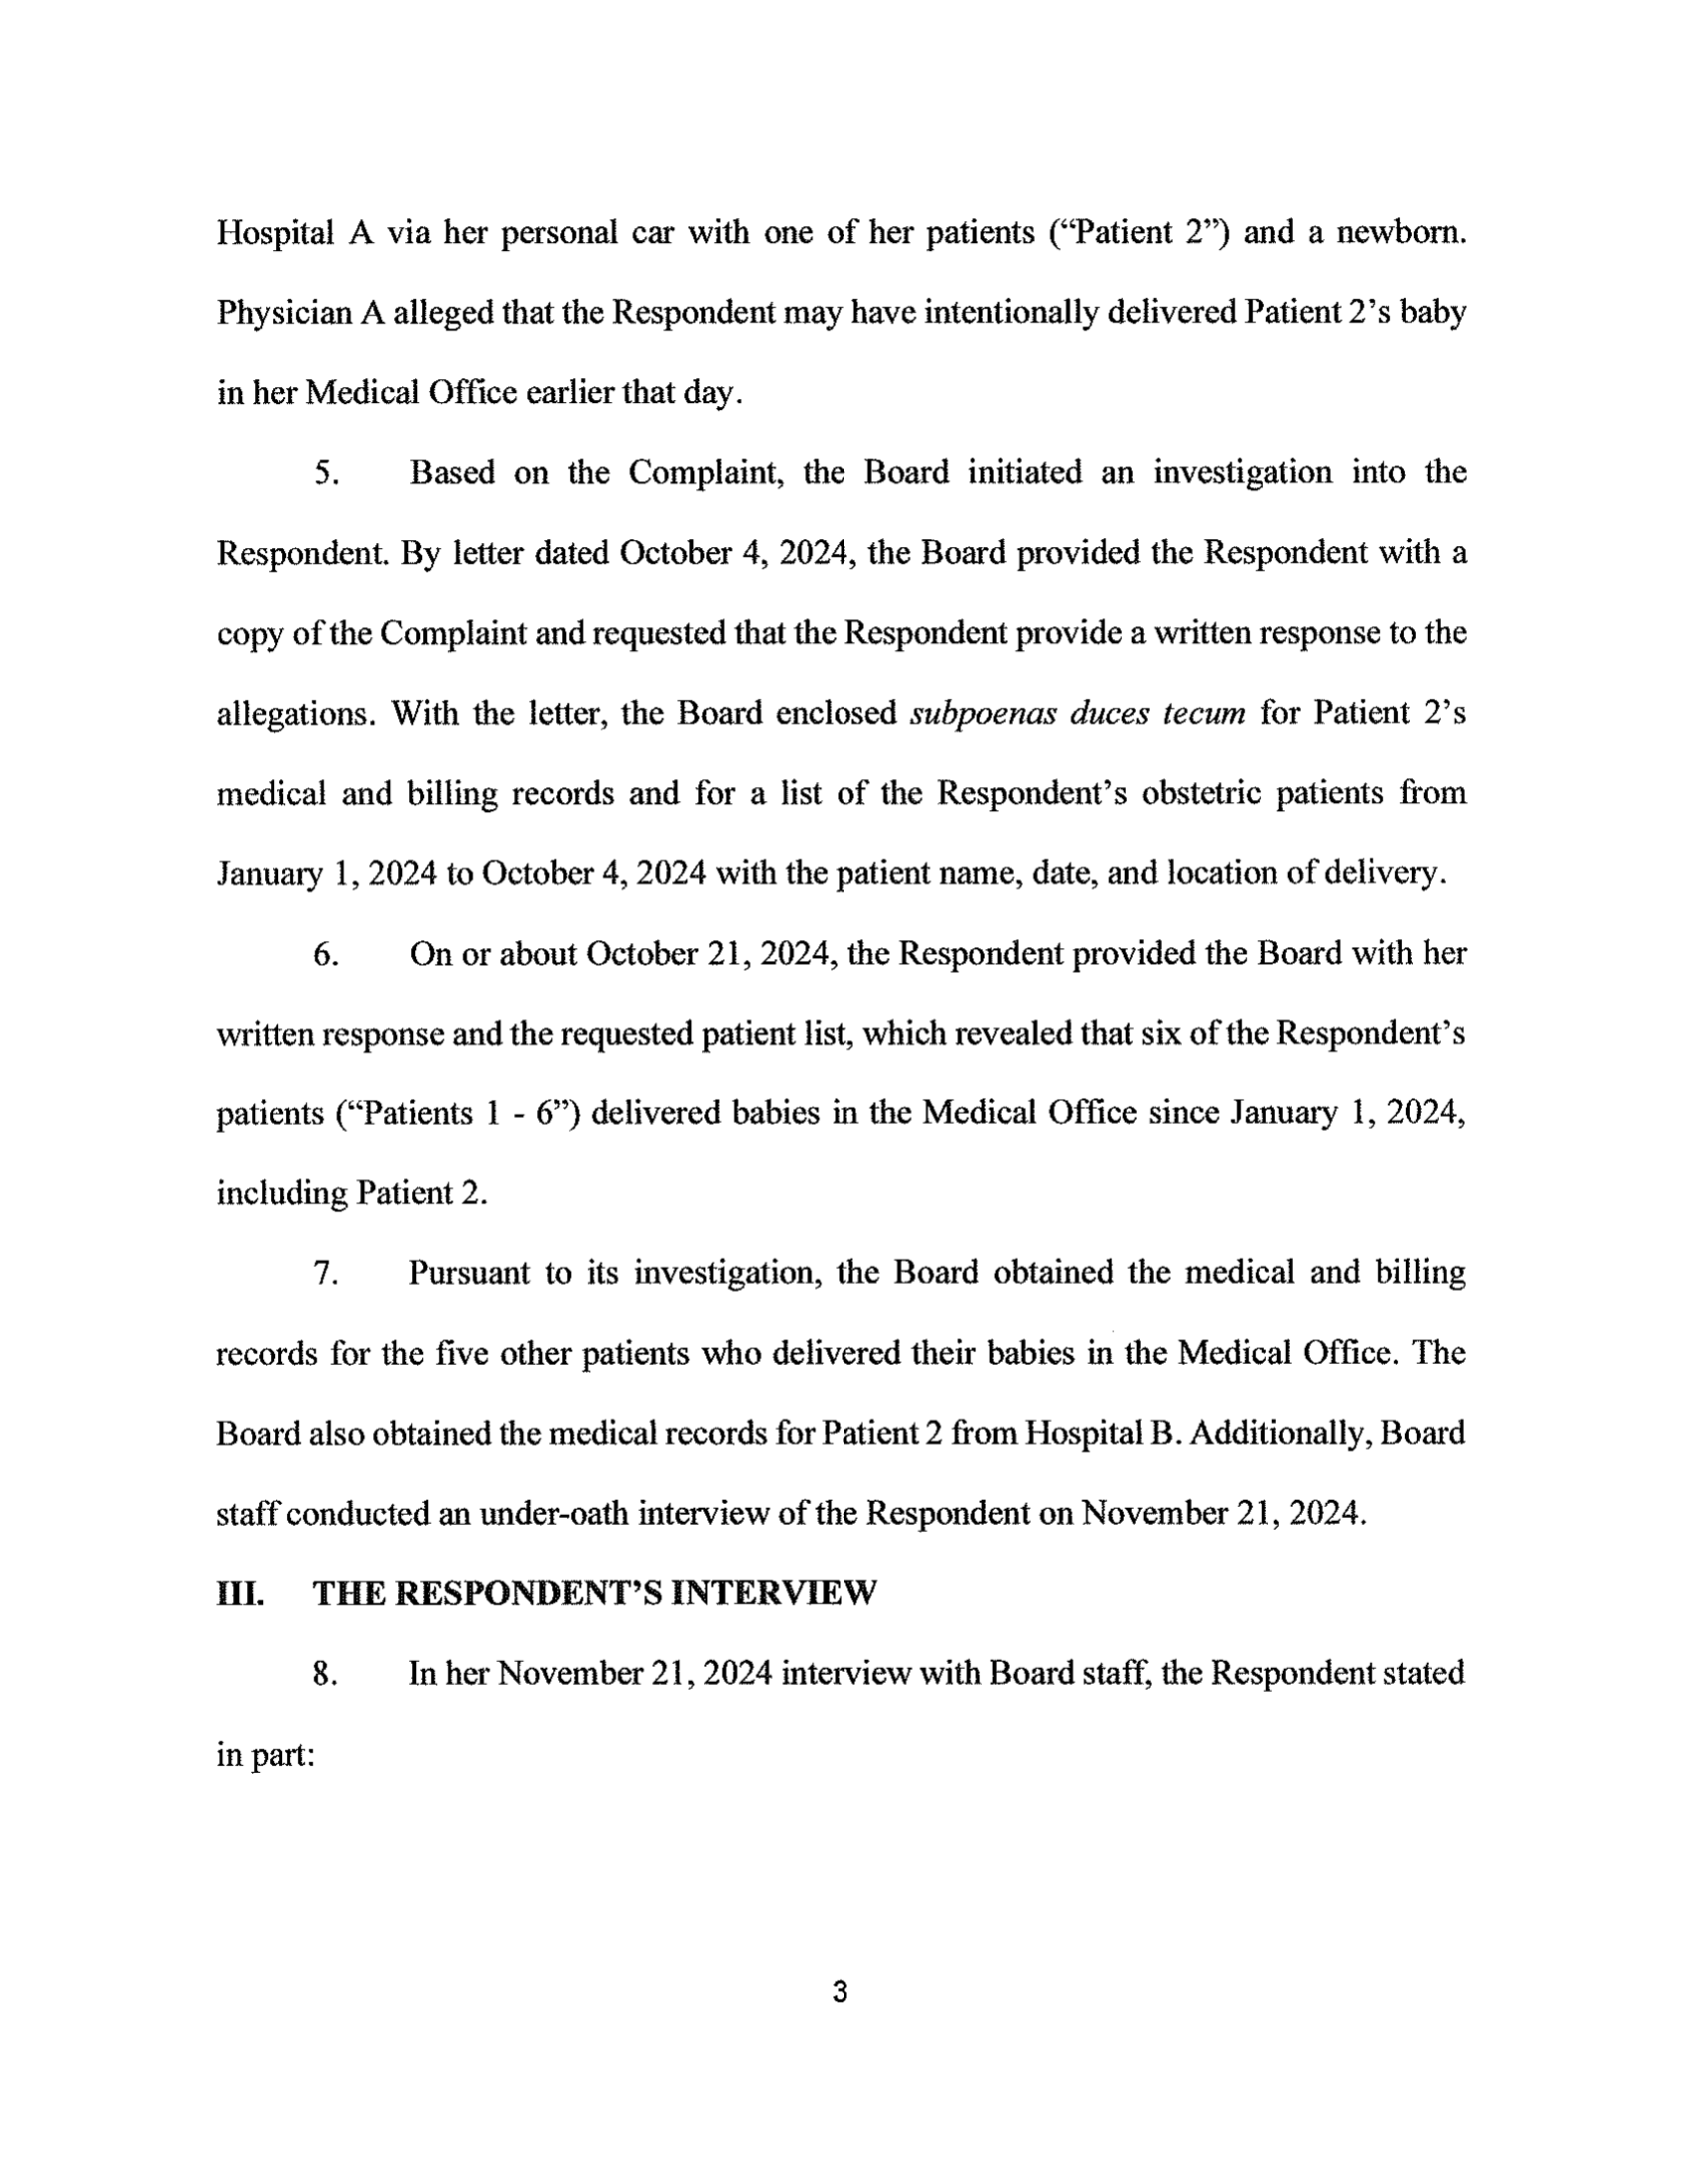 Hospital A via her personal car with one of her patients (“Patient 2”) and a newborn.
Physician A alleged that the Respondent may have intentionally delivered Patient 2’s baby
in her Medical Office earlier that day.
5. Based on the Complaint, the Board initiated an investigation into the
Respondent. By letter dated October 4, 2024, the Board provided the Respondent with a
copy of the Complaint and requested that the Respondent provide a written response to the
allegations. With the letter, the Board enclosed subpoenas duces tecum for Patient 2’s
medical and billing records and for a list of the Respondent’s obstetric patients from
January 1, 2024 to October 4, 2024 with the patient name, date, and location of delivery.
6. On or about October 21, 2024, the Respondent provided the Board with her
written response and the requested patient list, which revealed that six of the Respondent’s
patients (“Patients 1 - 6”) delivered babies in the Medical Office since January 1, 2024,
including Patient 2.
7. Pursuant to its investigation, the Board obtained the medical and billing
records for the five other patients who delivered their babies in the Medical Office. The
Board also obtained the medical records for Patient 2 from Hospital B. Additionally, Board
staff conducted an under-oath interview of the Respondent on November 21, 2024.
III. THE RESPONDENT’S INTERVIEW
8. In her November 21, 2024 interview with Board staff, the Respondent stated
in part:
3